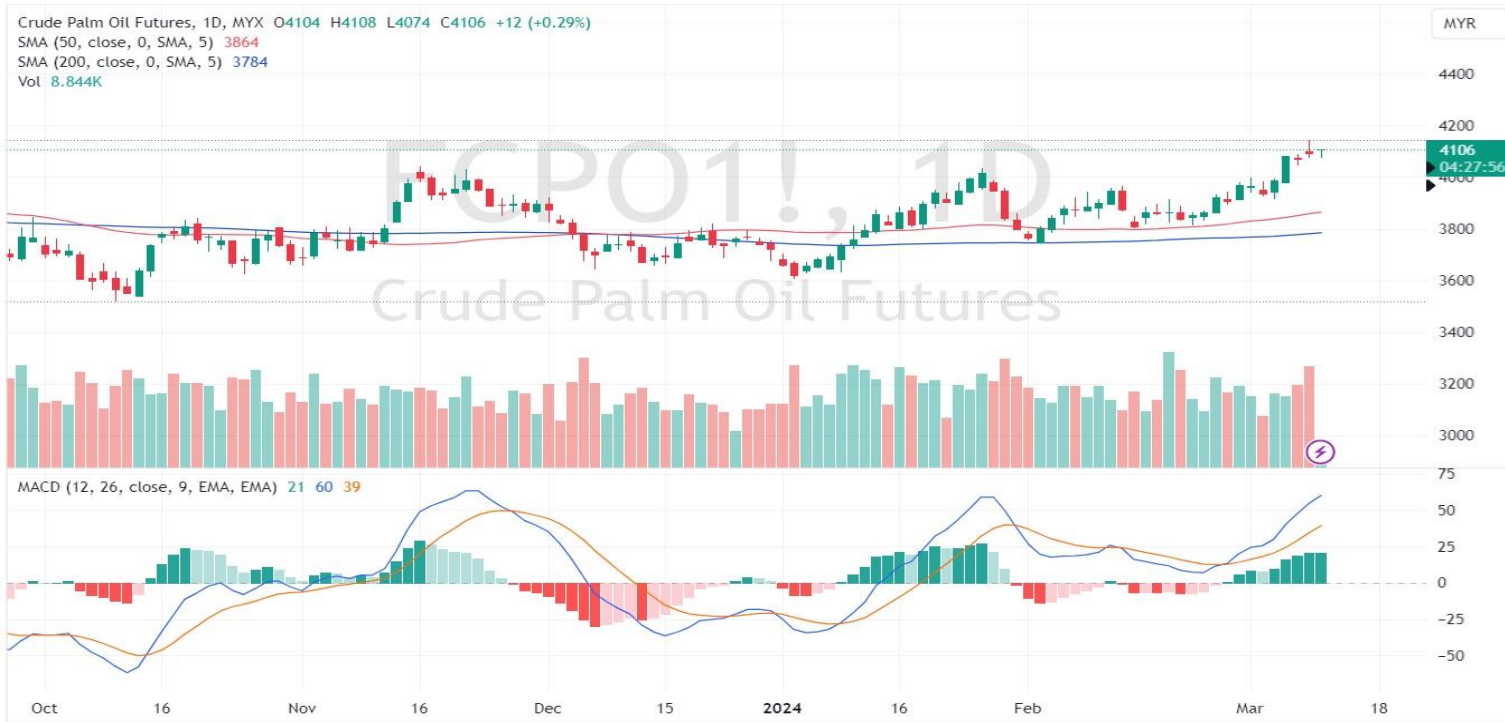 Crude Palm Oil Futures, 1D, MYX O4104 H4108 L4074 C4106 +12 (+0.29%)
MYR
SMA (50, close, 0, SMA, 5) 3864
SMA (200, close, 0, SMA, 5) 3784
Vol 8.844K
4400
4200
FCPO1!, 1D
4106
04:27:56
4000
3800
3600
Crude Palm Oil Futures
3400
3200
3000
75
MACD (12, 26, close, 9, EMA, EMA) 21 60 39
50
25
0
−25
−50
Oct 16 Nov 16 Dec 15 2024 16 Feb Mar 18